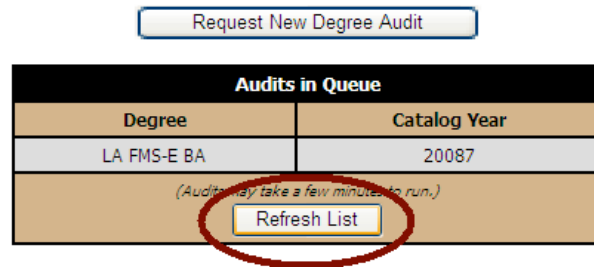 Request New Degree Audit
Audits in Queue
Degree Catalog Year
LA FMS-E BA 20087
(Audits may take a few minutes to run.)
Refresh List